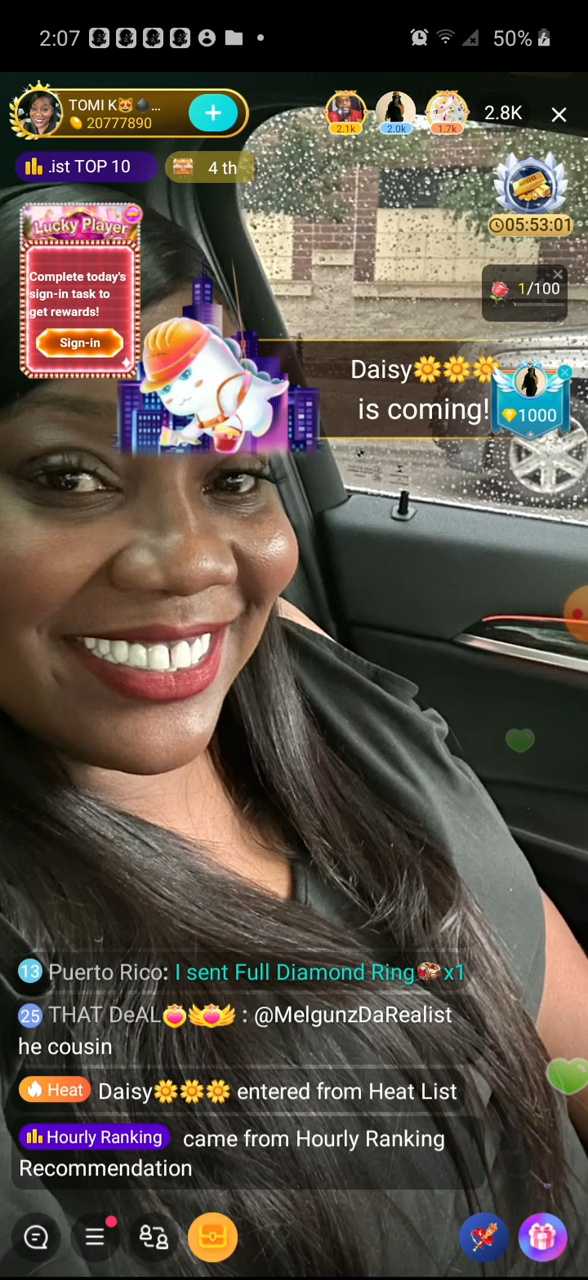 2:07
50%
TOMI K😺💣...
20777890
2.1k
2.0k
1.7k
2.8K
.ist TOP 10
4 th
05:53:01
Lucky Player
Complete today's
sign-in task to
get rewards!
Sign-in
1/100
Daisy🌼🌼🌼
is coming!
1000
13 Puerto Rico: I sent Full Diamond Ring x1
25 THAT DeAL : @MelgunzDaRealist
he cousin
Heat Daisy🌼🌼🌼 entered from Heat List
Hourly Ranking came from Hourly Ranking
Recommendation